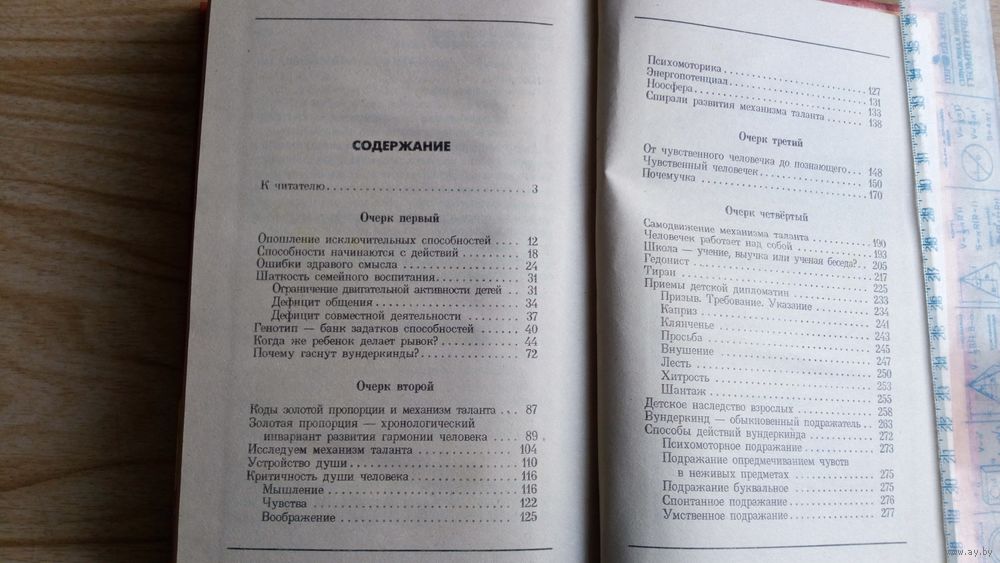 СОДЕРЖАНИЕ
К читателю................................ 3
Очерк первый
Опошление исключительных способностей .... 12
Способности начинаются с действий ........ 18
Ошибки здравого смысла ................... 24
Шаткость семейного воспитания............. 31
Ограничение двигательной активности детей .. 31
Дефицит общения .......................... 34
Дефицит совместной деятельности .......... 37
Генотип — банк задатков способностей ..... 40
Когда же ребенок делает рывок? ........... 44
Почему гаснут вундеркинды? ............... 72
Очерк второй
Коды золотой пропорции и механизм таланта ... 87
Золотая пропорция — хронологический
инвариант развития гармонии человека ..... 89
Исследуем механизм таланта ............... 104
Устройство души .......................... 110
Критичность души человека ................ 116
Мышление ................................. 116
Чувства .................................. 122
Воображение .............................. 125
Психомоторика ............................ 127
Энергопотенциал .......................... 131
Ноосфера ................................. 133
Спирали развития механизма таланта ....... 138
Очерк третий
От чувственного человечка до познающего... 148
Чувственный человечек..................... 150
Почемучка ................................ 170
Очерк четвёртый
Самодвижение механизма таланта ........... 190
Человечек работает над собой ............. 193
Школа — учение, выучка или ученая беседа?.. 205
Гедонист ................................. 217
Тиран .................................... 225
Приемы детской дипломатии ................ 233
Призыв. Требование. Указание ............. 234
Каприз ................................... 241
Клянченье ................................ 243
Просьба .................................. 245
Внушение ................................. 247
Лесть .................................... 250
Хитрость ................................. 253
Шантаж ................................... 255
Детское наследство взрослых .............. 258
Вундеркинд — обыкновенный подражатель .... 263
Способы действий вундеркинда ............. 272
Психомоторное подражание ................. 273
Подражание опредмечиванием чувств
в неживых предметах ...................... 275
Подражание буквальное .................... 275
Спонтанное подражание .................... 276
Умственное подражание .................... 277
www.ay.by